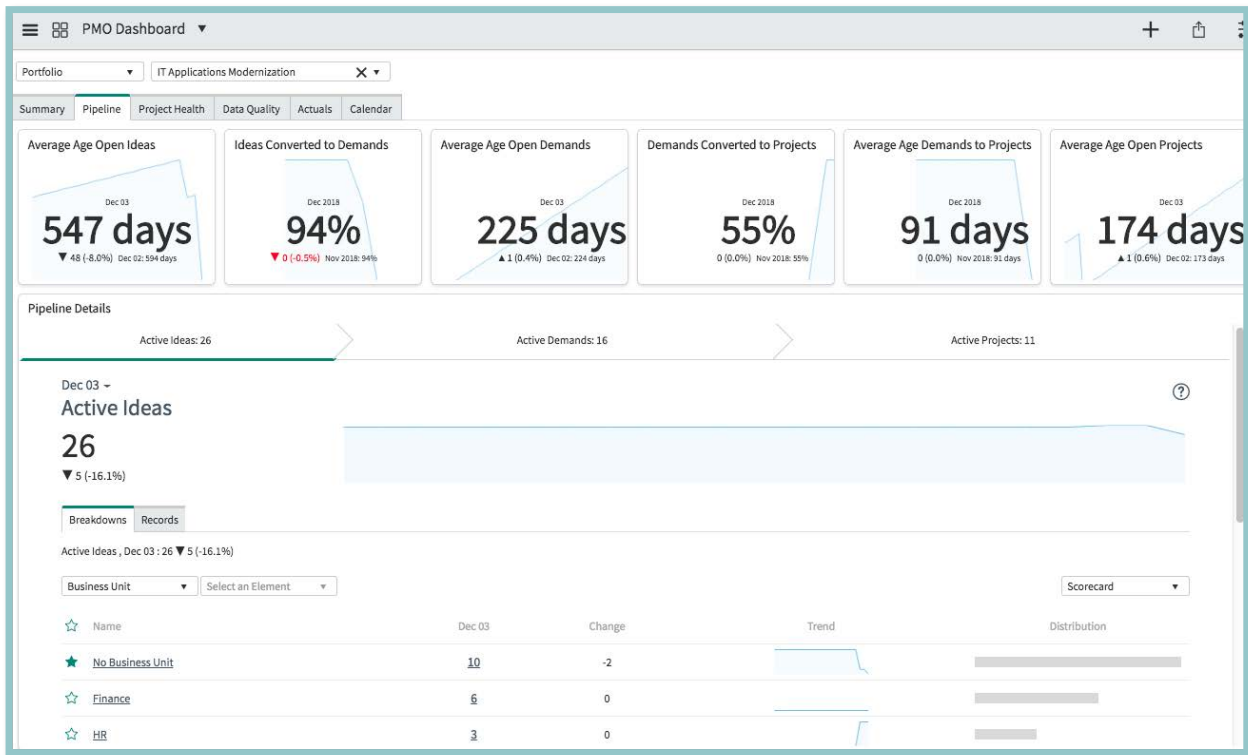 PMO Dashboard
Portfolio
IT Applications Modernization
Summary Pipeline Project Health Data Quality Actuals Calendar
Average Age Open Ideas
Dec 03
547 days
▼ 48 (-8.0%) Dec 02: 594 days
Ideas Converted to Demands
Dec 2018
94%
▼ 0 (-0.5%) Nov 2018: 94%
Average Age Open Demands
Dec 03
225 days
▲ 1 (0.4%) Dec 02: 224 days
Demands Converted to Projects
Dec 2018
55%
0 (0.0%) Nov 2018: 55%
Average Age Demands to Projects
Dec 2018
91 days
0 (0.0%) Nov 2018: 91 days
Average Age Open Projects
Dec 03
174 days
▲ 1 (0.6%) Dec 02: 173 days
Pipeline Details
Active Ideas: 26 Active Demands: 16 Active Projects: 11
Dec 03
Active Ideas
26
▼ 5 (-16.1%)
Breakdowns Records
Active Ideas , Dec 03 : 26 ▼ 5 (-16.1%)
Business Unit Select an Element Scorecard
Name Dec 03 Change Trend Distribution
No Business Unit 10 -2
Finance 6 0
HR 3 0